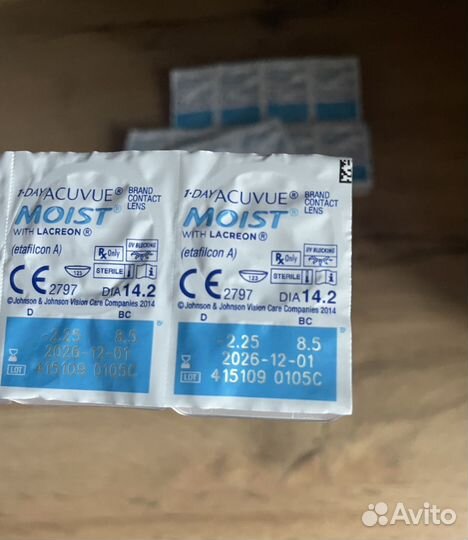 1-DAY ACUVUE® BRAND CONTACT LENS
MOIST®
WITH LACREON®
(etafilcon A)
Rx Only
UV BLOCKING
STERILE
123
CE 2797
DIA 14.2
©Johnson & Johnson Vision Care Companies 2014
D BC
-2.25 8.5
2026-12-01
LOT 415109 0105C
1-DAY ACUVUE® BRAND CONTACT LENS
MOIST®
WITH LACREON®
(etafilcon A)
Rx Only
UV BLOCKING
STERILE
123
CE 2797
DIA 14.2
©Johnson & Johnson Vision Care Companies 2014
D BC
-2.25 8.5
2026-12-01
LOT 415109 0105C
Avito